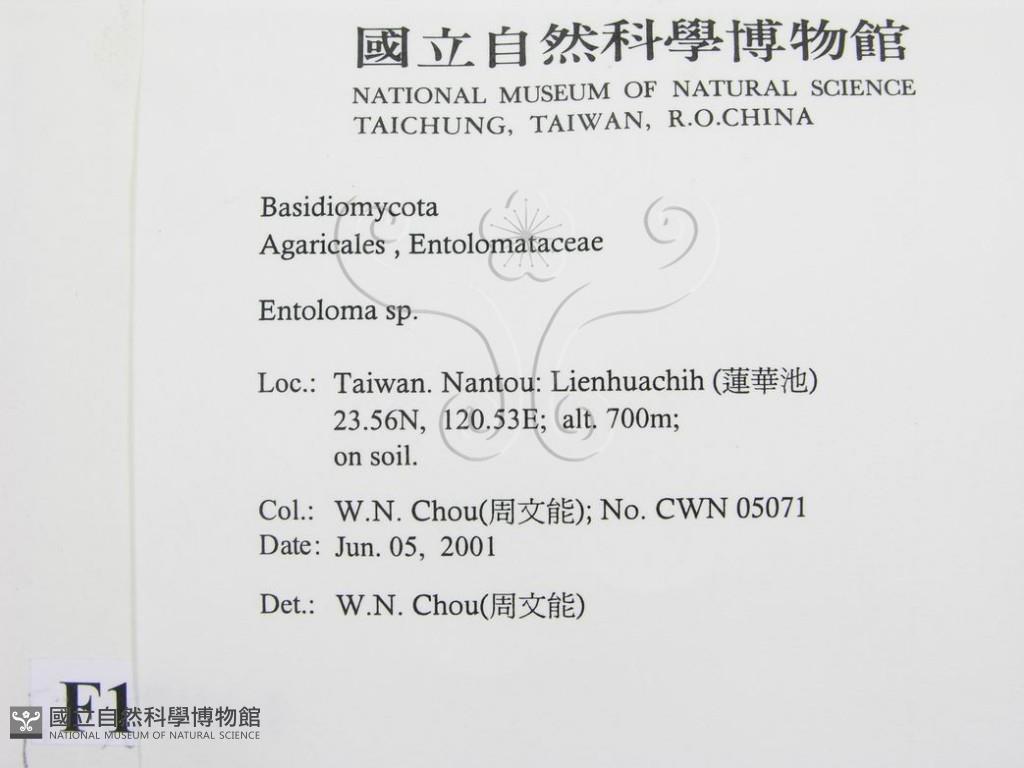 國立自然科學博物館
NATIONAL MUSEUM OF NATURAL SCIENCE
TAICHUNG, TAIWAN, R.O.CHINA
Basidiomycota
Agaricales , Entolomataceae
Entoloma sp.
Loc.: Taiwan. Nantou: Lienhuachih (蓮華池)
23.56N, 120.53E; alt. 700m;
on soil.
Col.: W.N. Chou(周文能); No. CWN 05071
Date: Jun. 05, 2001
Det.: W.N. Chou(周文能)
F1
國立自然科學博物館
NATIONAL MUSEUM OF NATURAL SCIENCE